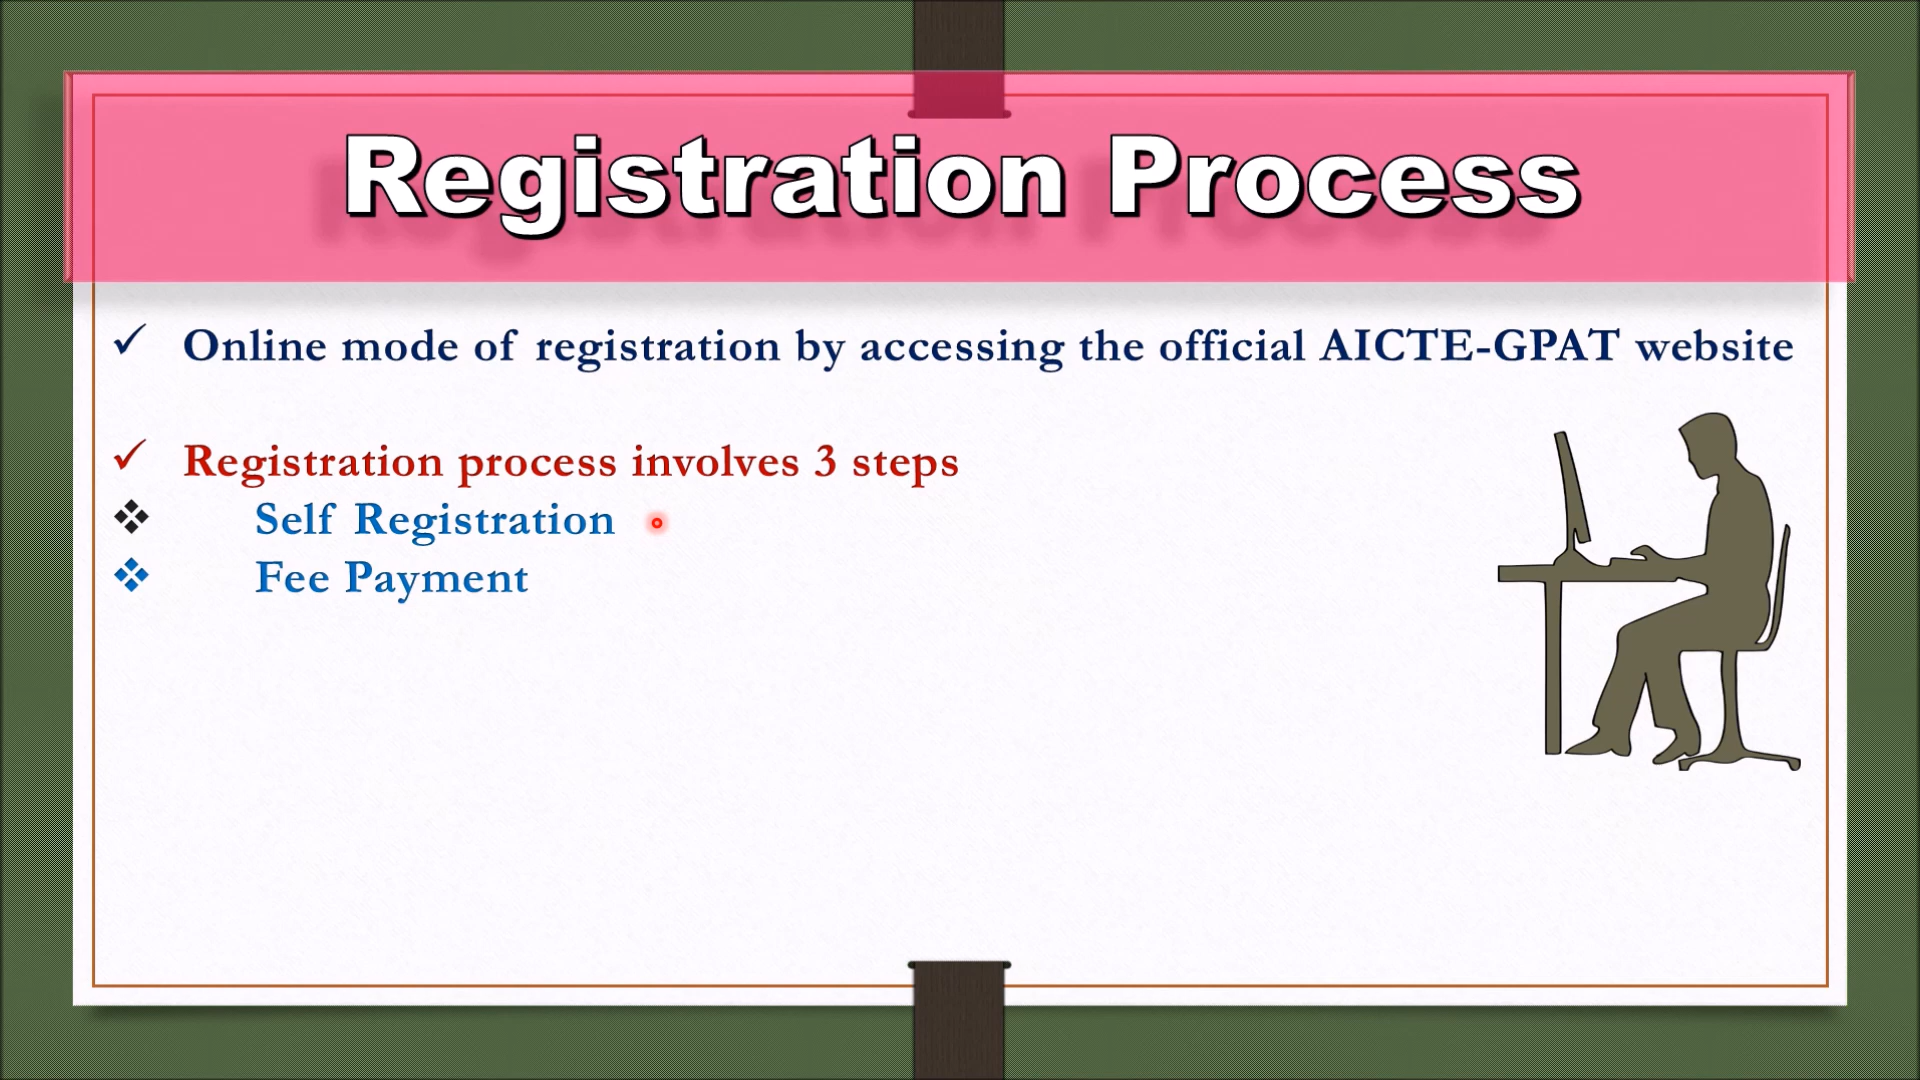 Registration Process
✓ Online mode of registration by accessing the official AICTE-GPAT website
✓ Registration process involves 3 steps
❖ Self Registration
❖ Fee Payment